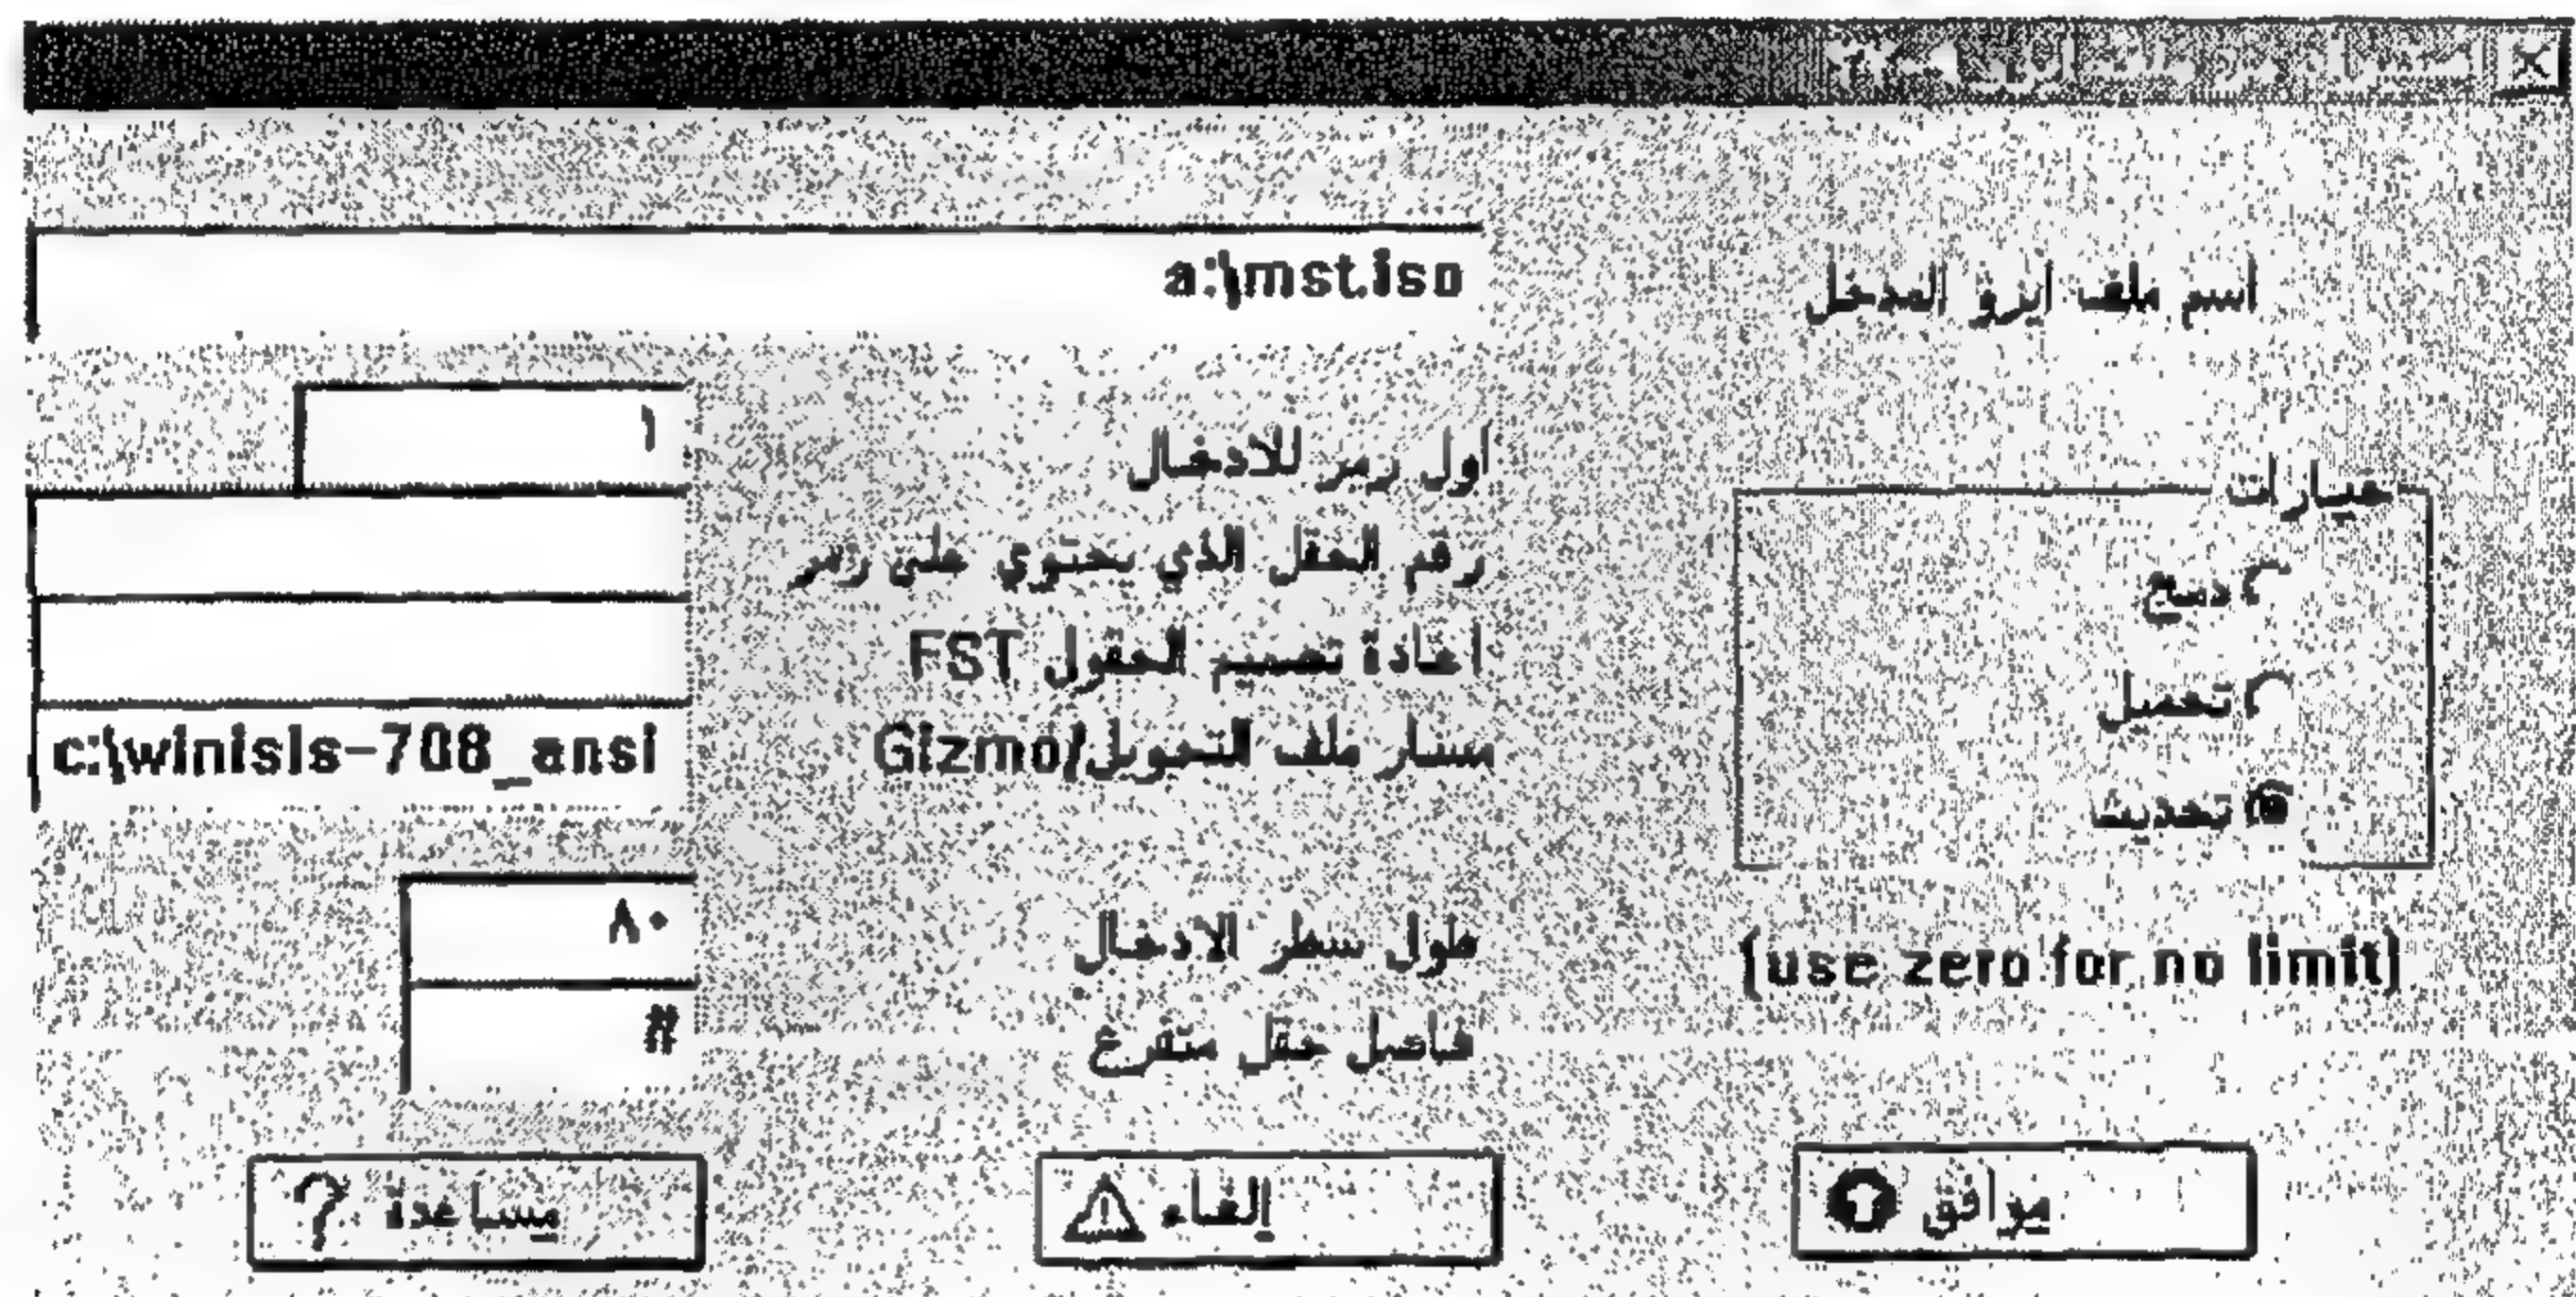 اسم ملف ايزو المدخل
a:\mst.iso
اول رمز للادخال
١
خيارات
دمج
تحميل
تحديث
رقم الحقل الذي يحتوي على رمز
اعادة تصميم الحقول FST
مسار ملف التحويل/Gizmo
c:\winisis-708_ansi
طول سطر الادخال
٨٠
(use zero for no limit)
فاصل حقل متفرع
#
موافق
إلغاء
مساعدة